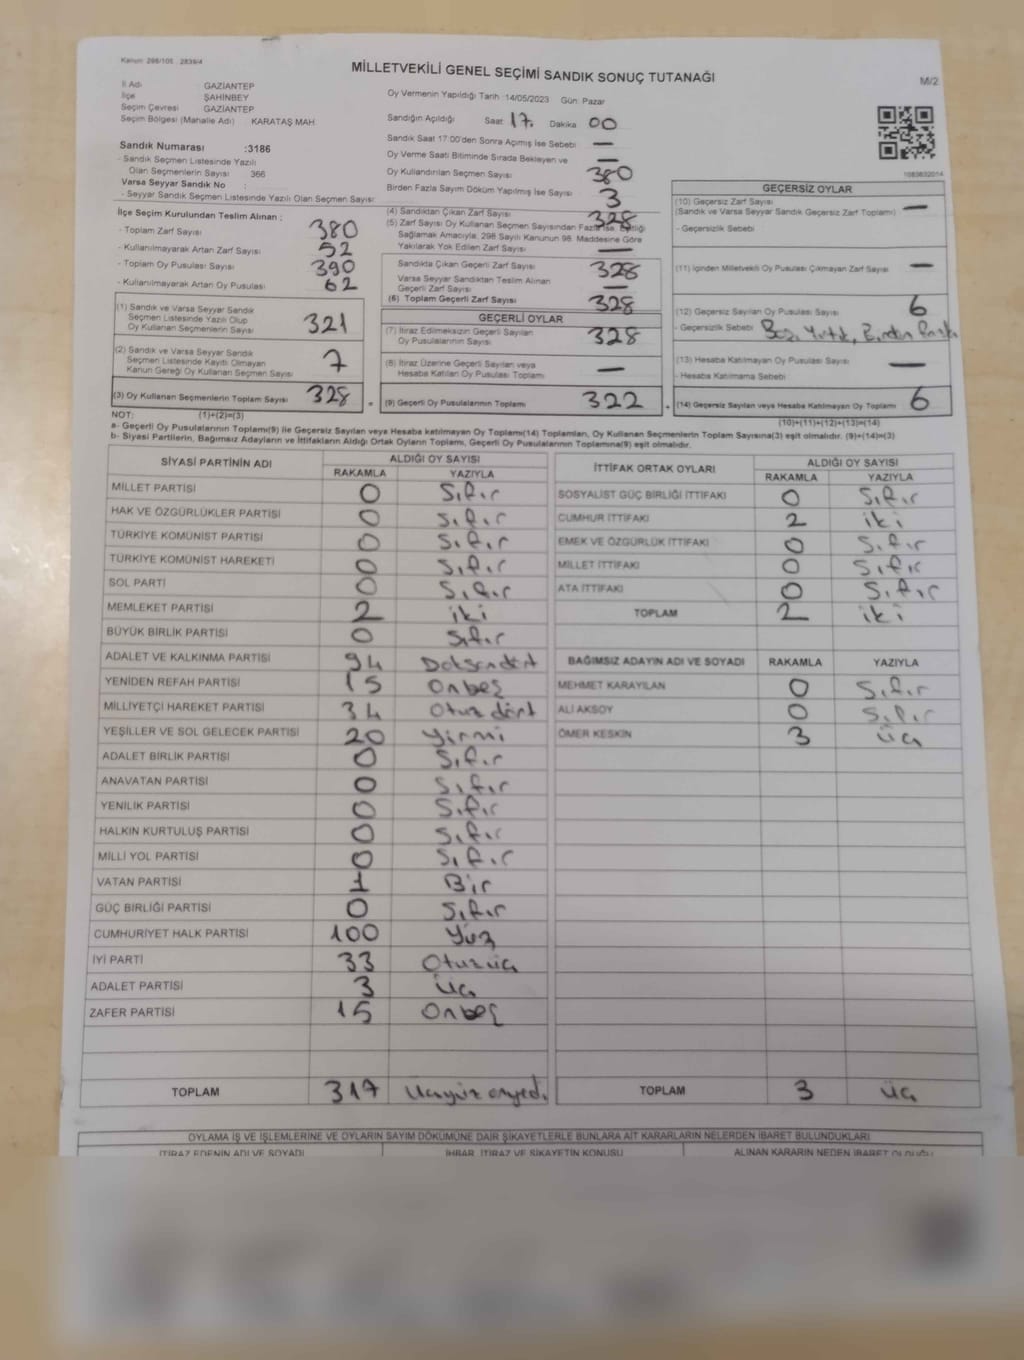 Kanun: 298/105 . 2839/4
MİLLETVEKİLİ GENEL SEÇİMİ SANDIK SONUÇ TUTANAĞI
M/2
İl Adı : GAZİANTEP
İlçe : ŞAHİNBEY
Seçim Çevresi : GAZİANTEP
Seçim Bölgesi (Mahalle Adı) : KARATAŞ MAH.
Oy Vermenin Yapıldığı Tarih :14/05/2023 Gün: Pazar
Sandığın Açıldığı Saat 17. Dakika 00
Sandık Saat 17:00'den Sonra Açımış İse Sebebi —
Oy Verme Saati Bitiminde Sırada Bekleyen ve —
Oy Kullandırılan Seçmen Sayısı 380
Birden Fazla Sayım Döküm Yapılmış İse Sayısı 3
Sandık Numarası :3186
- Sandık Seçmen Listesinde Yazılı
Olan Seçmenlerin Sayısı : 366
Varsa Seyyar Sandık No :
- Seyyar Sandık Seçmen Listesinde Yazılı Olan Seçmen Sayısı:
İlçe Seçim Kurulundan Teslim Alınan :
- Toplam Zarf Sayısı : 380
- Kullanılmayarak Artan Zarf Sayısı : 52
- Toplam Oy Pusulası Sayısı : 390
- Kullanılmayarak Artan Oy Pusulası : 62
(1) Sandık ve Varsa Seyyar Sandık
Seçmen Listesinde Yazılı Olup
Oy Kullanan Seçmenlerin Sayısı 321
(2) Sandık ve Varsa Seyyar Sandık
Seçmen Listesinde Kayıtlı Olmayan
Kanun Gereği Oy Kullanan Seçmen Sayısı 7
(3) Oy Kullanan Seçmenlerin Toplam Sayısı 328
(4) Sandıktan Çıkan Zarf Sayısı 328
(5) Zarf Sayısı Oy Kullanan Seçmen Sayısından Fazla İse, Eşitliği
Sağlamak Amacıyla, 298 Sayılı Kanunun 98. Maddesine Göre
Yakılarak Yok Edilen Zarf Sayısı —
Sandıkta Çıkan Geçerli Zarf Sayısı 328
Varsa Seyyar Sandıktan Teslim Alınan
Geçerli Zarf Sayısı —
(6) Toplam Geçerli Zarf Sayısı 328
GEÇERLİ OYLAR
(7) İtiraz Edilmeksizin Geçerli Sayılan
Oy Pusulalarının Sayısı 328
(8) İtiraz Üzerine Geçerli Sayılan veya
Hesaba Katılan Oy Pusulası Toplamı —
(9) Geçerli Oy Pusulalarının Toplamı 322
1083632014
GEÇERSİZ OYLAR
(10) Geçersiz Zarf Sayısı
(Sandık ve Varsa Seyyar Sandık Geçersiz Zarf Toplamı) —
- Geçersizlik Sebebi
(11) İçinden Milletvekili Oy Pusulası Çıkmayan Zarf Sayısı —
(12) Geçersiz Sayılan Oy Pusulası Sayısı 6
- Geçersizlik Sebebi Boş, Yırtık, Birden
(13) Hesaba Katılmayan Oy Pusulası Sayısı —
- Hesaba Katılmama Sebebi
(14) Geçersiz Sayılan veya Hesaba Katılmayan Oy Toplamı 6
NOT: (1)+(2)=(3)
(10)+(11)+(12)+(13)=(14)
a- Geçerli Oy Pusulalarının Toplamı(9) İle Geçersiz Sayılan veya Hesaba katılmayan Oy Toplamı(14) Toplamları, Oy Kullanan Seçmenlerin Toplam Sayısına(3) eşit olmalıdır. (9)+(14)=(3)
b- Siyasi Partilerin, Bağımsız Adayların ve İttifakların Aldığı Ortak Oyların Toplamı, Geçerli Oy Pusulalarının Toplamına(9) eşit olmalıdır.
SİYASİ PARTİNİN ADI ALDIĞI OY SAYISI
RAKAMLA YAZIYLA
MİLLET PARTİSİ 0 Sıfır
HAK VE ÖZGÜRLÜKLER PARTİSİ 0 Sıfır
TÜRKİYE KOMÜNİST PARTİSİ 0 Sıfır
TÜRKİYE KOMÜNİST HAREKETİ 0 Sıfır
SOL PARTİ 0 Sıfır
MEMLEKET PARTİSİ 2 iki
BÜYÜK BİRLİK PARTİSİ 0 Sıfır
ADALET VE KALKINMA PARTİSİ 94 Doksandört
YENİDEN REFAH PARTİSİ 15 Onbeş
MİLLİYETÇİ HAREKET PARTİSİ 34 Otuz dört
YEŞİLLER VE SOL GELECEK PARTİSİ 20 Yirmi
ADALET BİRLİK PARTİSİ 0 Sıfır
ANAVATAN PARTİSİ 0 Sıfır
YENİLİK PARTİSİ 0 Sıfır
HALKIN KURTULUŞ PARTİSİ 0 Sıfır
MİLLİ YOL PARTİSİ 0 Sıfır
VATAN PARTİSİ 1 Bir
GÜÇ BİRLİĞİ PARTİSİ 0 Sıfır
CUMHURİYET HALK PARTİSİ 100 Yüz
İYİ PARTİ 33 Otuzüç
ADALET PARTİSİ 3 Üç
ZAFER PARTİSİ 15 Onbeş
TOPLAM 317 Üçyüz onyedi
İTTİFAK ORTAK OYLARI ALDIĞI OY SAYISI
RAKAMLA YAZIYLA
SOSYALİST GÜÇ BİRLİĞİ İTTİFAKI 0 Sıfır
CUMHUR İTTİFAKI 2 iki
EMEK VE ÖZGÜRLÜK İTTİFAKI 0 Sıfır
MİLLET İTTİFAKI 0 Sıfır
ATA İTTİFAKI 0 Sıfır
TOPLAM 2 iki
BAĞIMSIZ ADAYIN ADI VE SOYADI RAKAMLA YAZIYLA
MEHMET KARAYILAN 0 Sıfır
ALİ AKSOY 0 Sıfır
ÖMER KESKİN 3 Üç
TOPLAM 3 Üç
OYLAMA İŞ VE İŞLEMLERİNE VE OYLARIN SAYIM DÖKÜMÜNE DAİR ŞİKAYETLERLE BUNLARA AİT KARARLARIN NELERDEN İBARET BULUNDUKLARI
İTİRAZ EDENİN ADI VE SOYADI İHBAR, İTİRAZ VE ŞİKAYETİN KONUSU ALINAN KARARIN NEDEN İBARET OLDUĞU